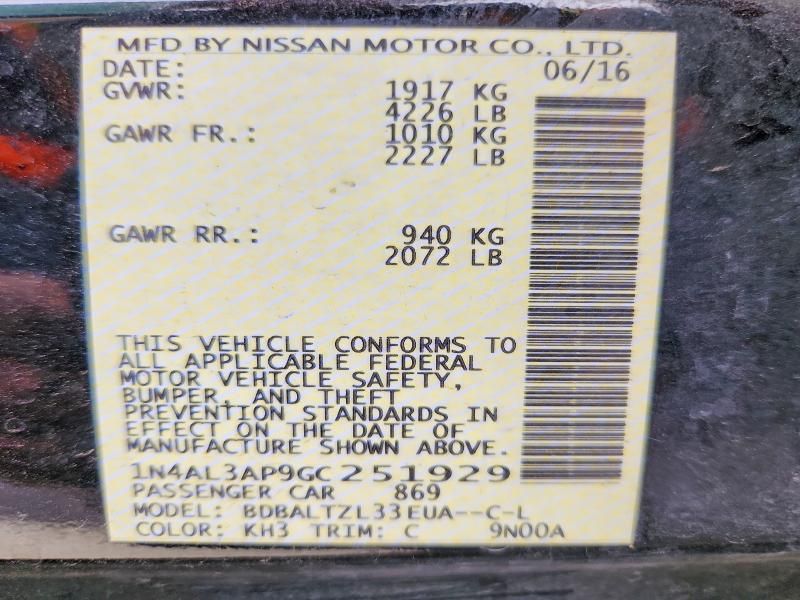 MFD BY NISSAN MOTOR CO., LTD.
DATE: 06/16
GVWR: 1917 KG
4226 LB
GAWR FR.: 1010 KG
2227 LB
GAWR RR.: 940 KG
2072 LB
THIS VEHICLE CONFORMS TO
ALL APPLICABLE FEDERAL
MOTOR VEHICLE SAFETY,
BUMPER, AND THEFT
PREVENTION STANDARDS IN
EFFECT ON THE DATE OF
MANUFACTURE SHOWN ABOVE.
1N4AL3AP9GC251929
PASSENGER CAR 869
MODEL: BDBALTZL33EUA--C-L
COLOR: KH3 TRIM: C 9N00A